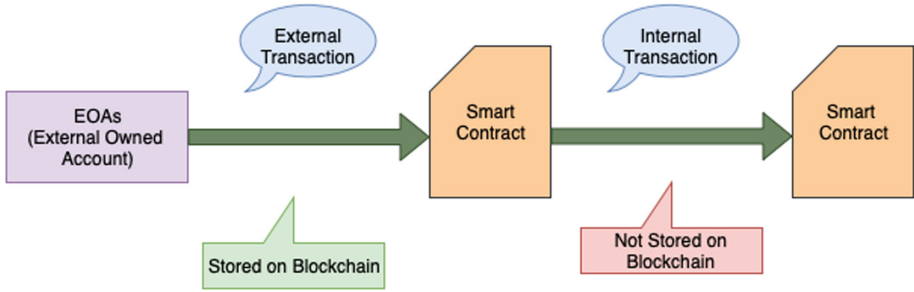 External
Transaction
Internal
Transaction
EOAs
(External Owned
Account)
Smart
Contract
Smart
Contract
Stored on Blockchain
Not Stored on
Blockchain